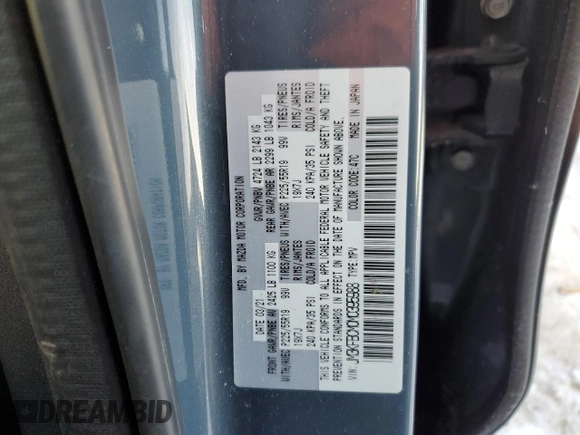 MFD. BY MAZDA MOTOR CORPORATION
DATE 03/21 GVWR/PNBV 4724 LB 2143 KG
FRONT GAWR/PNBE AV 2425 LB 1100 KG REAR GAWR/PNBE AR 2299 LB 1043 KG
TIRES/PNEUS TIRES/PNEUS
WITH/AVEC P225/55R19 99V WITH/AVEC P225/55R19 99V
RIMS/JANTES RIMS/JANTES
19X7J 19X7J
COLD/A FROID COLD/A FROID
240 KPA/35 PSI 240 KPA/35 PSI
THIS VEHICLE CONFORMS TO ALL APPLICABLE FEDERAL MOTOR VEHICLE SAFETY AND THEFT
PREVENTION STANDARDS IN EFFECT ON THE DATE OF MANUFACTURE SHOWN ABOVE.
TYPE MPV COLOR CODE:47C MADE IN JAPAN
DREAMBID